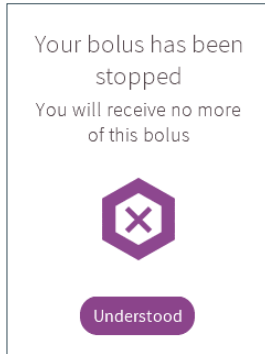 Your bolus has been
stopped
You will receive no more
of this bolus
Understood